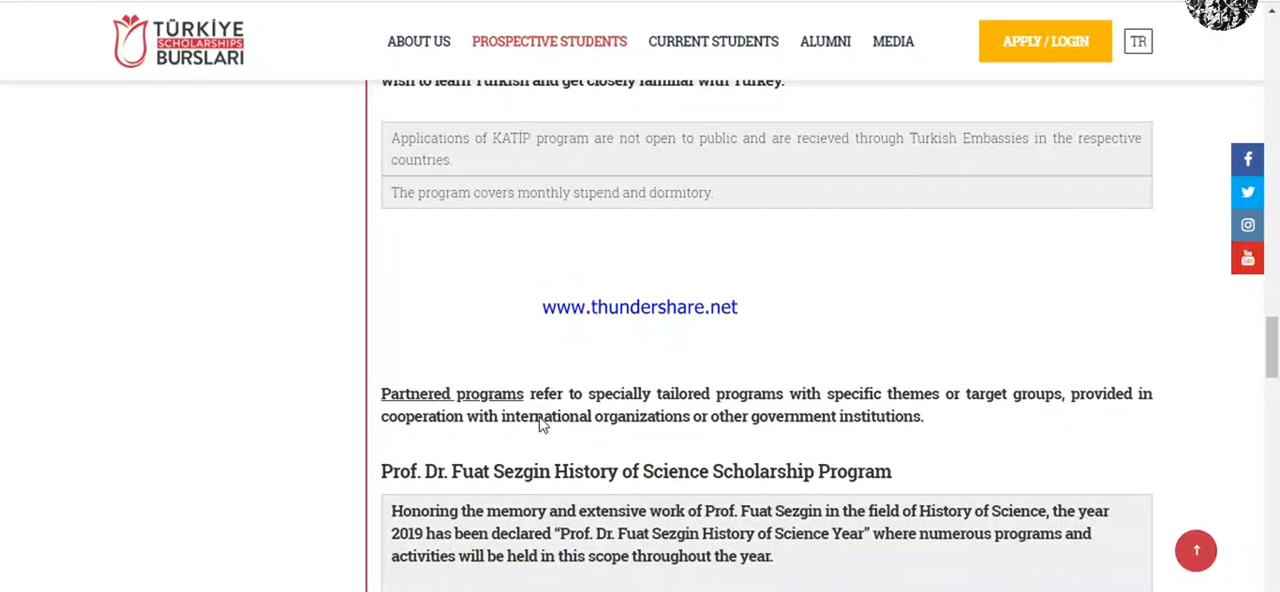 TÜRKİYE
SCHOLARSHIPS
BURSLARI
ABOUT US
PROSPECTIVE STUDENTS
CURRENT STUDENTS
ALUMNI
MEDIA
APPLY / LOGIN
TR
wish to learn Turkish and get closely familiar with Turkey.
Applications of KATİP program are not open to public and are recieved through Turkish Embassies in the respective
countries.
The program covers monthly stipend and dormitory.
www.thundershare.net
Partnered programs refer to specially tailored programs with specific themes or target groups, provided in
cooperation with international organizations or other government institutions.
Prof. Dr. Fuat Sezgin History of Science Scholarship Program
Honoring the memory and extensive work of Prof. Fuat Sezgin in the field of History of Science, the year
2019 has been declared “Prof. Dr. Fuat Sezgin History of Science Year” where numerous programs and
activities will be held in this scope throughout the year.